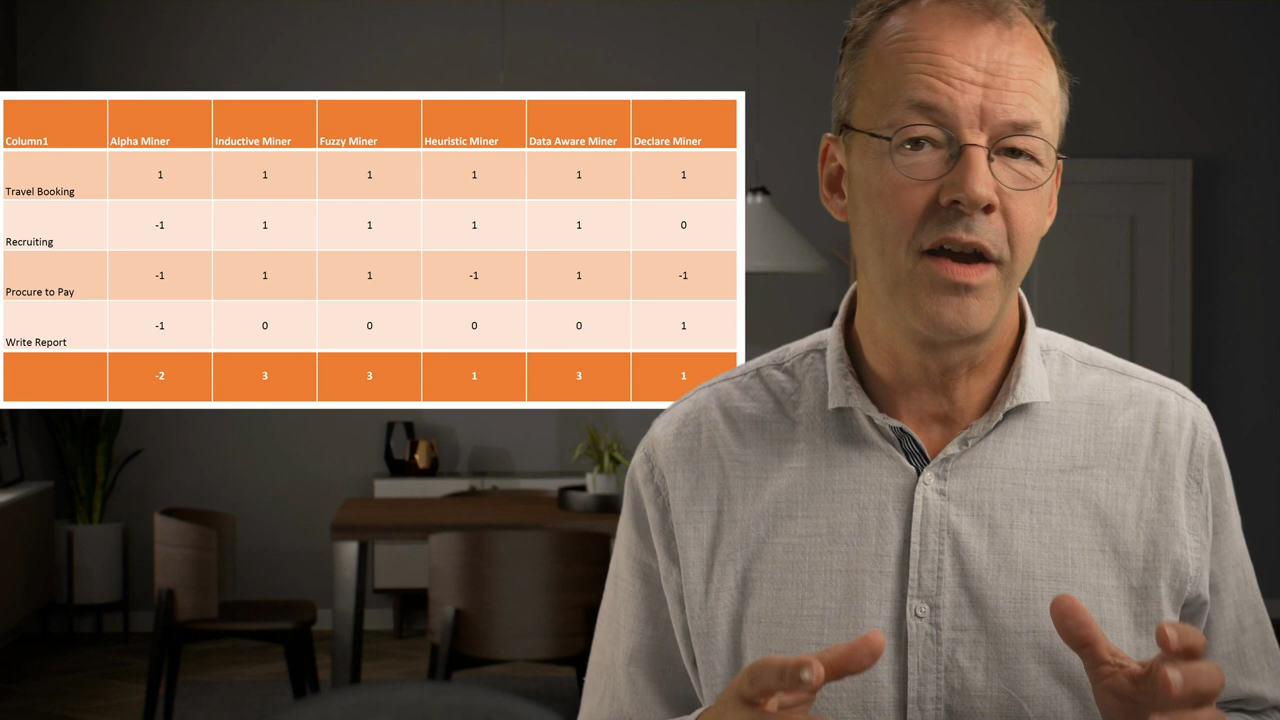 Column1 Alpha Miner Inductive Miner Fuzzy Miner Heuristic Miner Data Aware Miner Declare Miner
Travel Booking 1 1 1 1 1 1
Recruiting -1 1 1 1 1 0
Procure to Pay -1 1 1 -1 1 -1
Write Report -1 0 0 0 0 1
-2 3 3 1 3 1